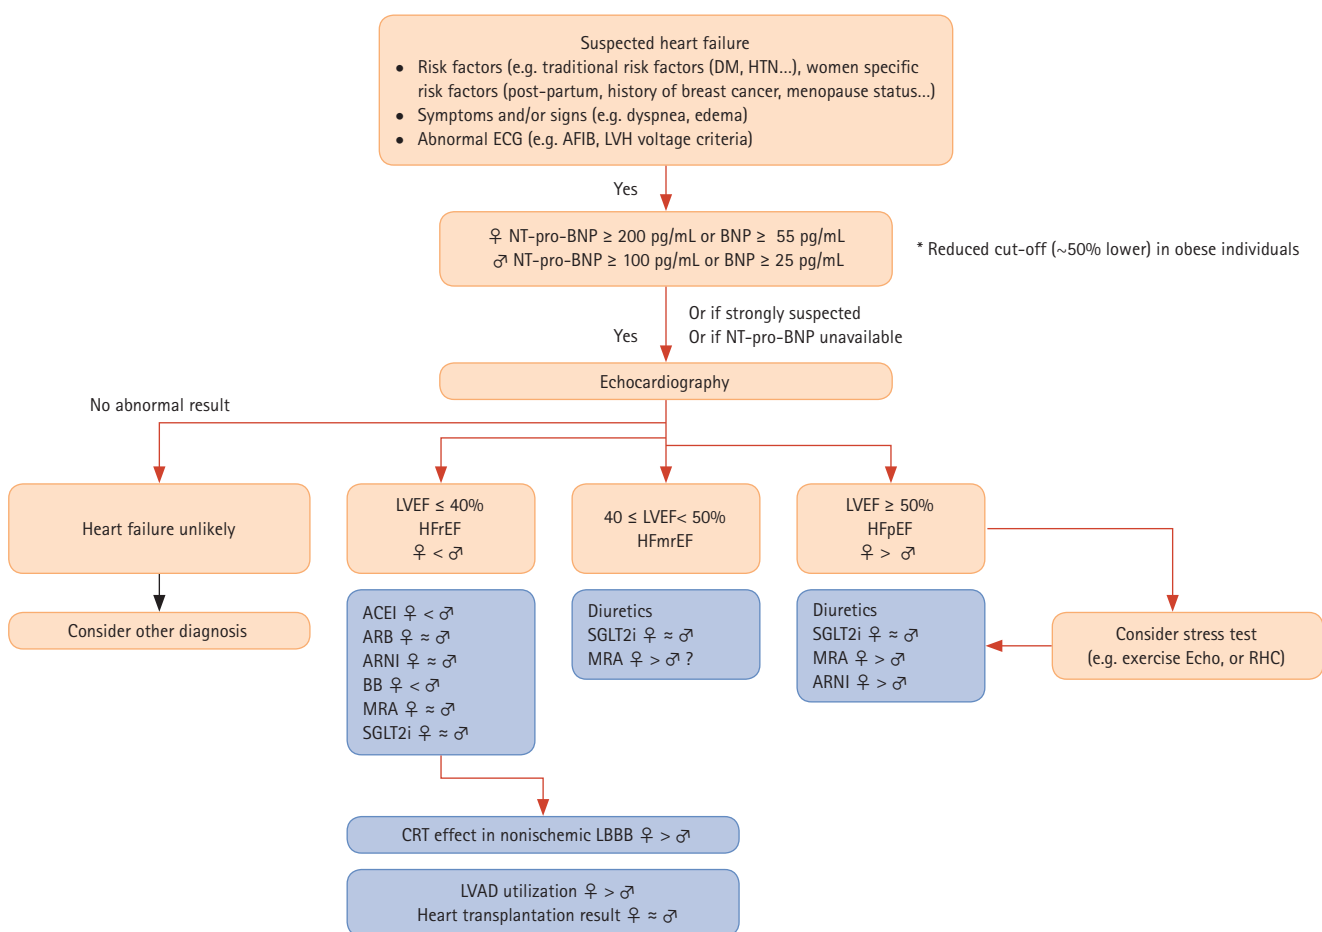 Suspected heart failure
• Risk factors (e.g. traditional risk factors (DM, HTN...), women specific
risk factors (post-partum, history of breast cancer, menopause status...)
• Symptoms and/or signs (e.g. dyspnea, edema)
• Abnormal ECG (e.g. AFIB, LVH voltage criteria)
Yes
♀ NT-pro-BNP ≥ 200 pg/mL or BNP ≥ 55 pg/mL
♂ NT-pro-BNP ≥ 100 pg/mL or BNP ≥ 25 pg/mL
* Reduced cut-off (~50% lower) in obese individuals
Or if strongly suspected
Yes
Or if NT-pro-BNP unavailable
Echocardiography
No abnormal result
Heart failure unlikely
Consider other diagnosis
LVEF ≤ 40%
HFrEF
♀ < ♂
ACEI ♀ < ♂
ARB ♀ ≈ ♂
ARNI ♀ ≈ ♂
BB ♀ < ♂
MRA ♀ ≈ ♂
SGLT2i ♀ ≈ ♂
40 ≤ LVEF< 50%
HFmrEF
Diuretics
SGLT2i ♀ ≈ ♂
MRA ♀ > ♂ ?
LVEF ≥ 50%
HFpEF
♀ > ♂
Diuretics
SGLT2i ♀ ≈ ♂
MRA ♀ > ♂
ARNI ♀ > ♂
Consider stress test
(e.g. exercise Echo, or RHC)
CRT effect in nonischemic LBBB ♀ > ♂
LVAD utilization ♀ > ♂
Heart transplantation result ♀ ≈ ♂